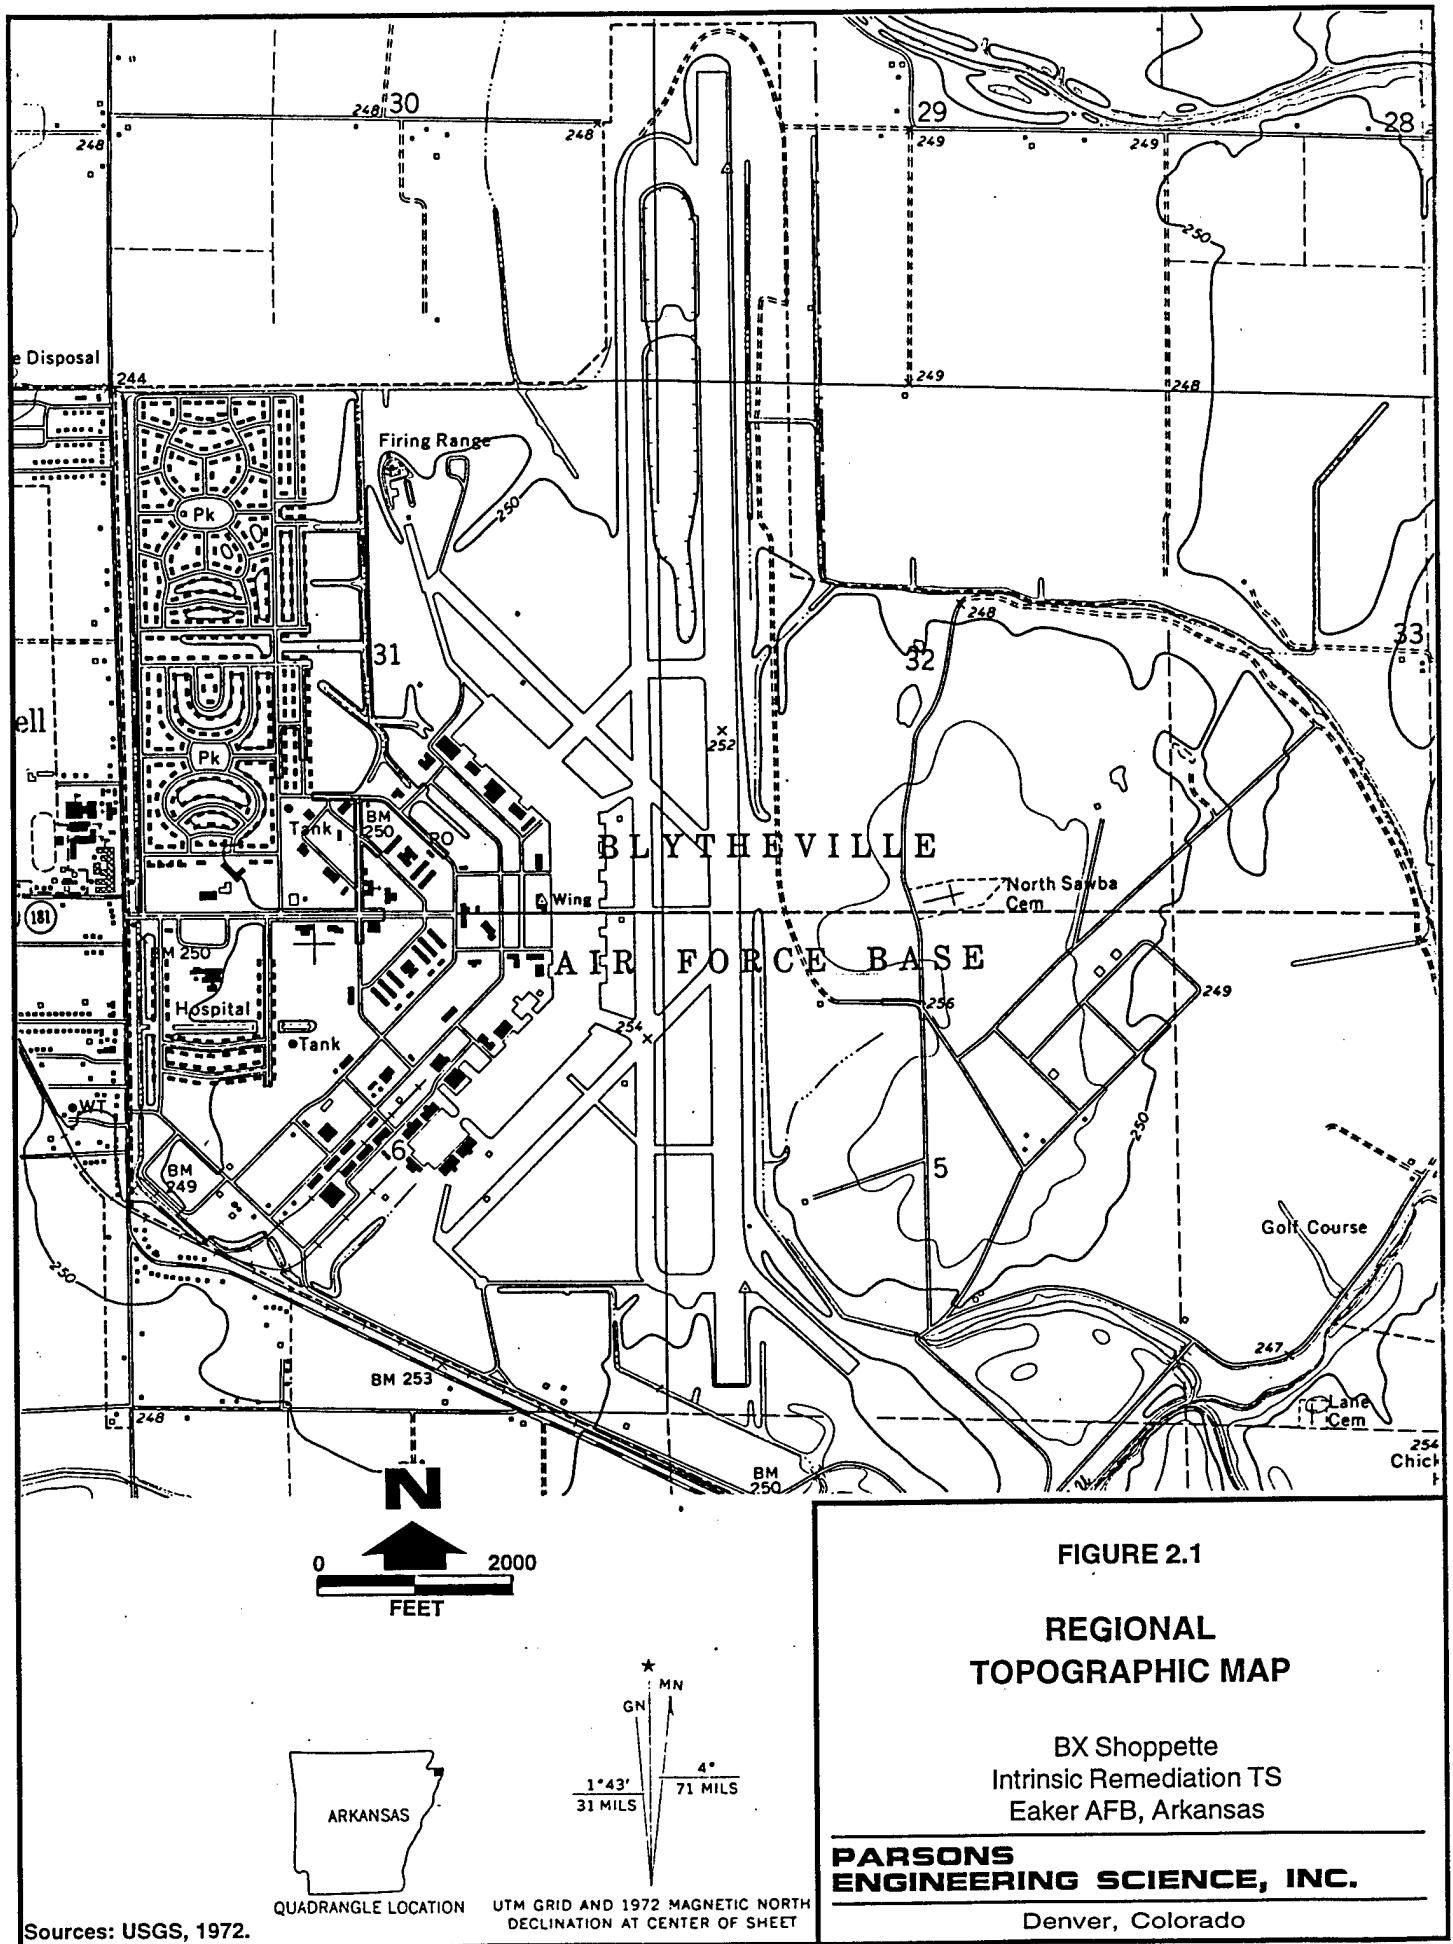 30
29
28
248
248
248
249
249
250
e Disposal
244
249
248
Firing Range
250
Pk
31
32
248
33
ell
Pk
252
Tank
BM
250
PO
BLYTHEVILLE
Wing
North Sawba
Cem
181
M 250
AIR FORCE BASE
Hospital
256
249
254
Tank
WT
250
6
5
BM
249
Golf Course
250
247
BM 253
248
Lane
Cem
254
Chick
BM
250
N
0 2000
FEET
FIGURE 2.1
REGIONAL
TOPOGRAPHIC MAP
BX Shoppette
Intrinsic Remediation TS
Eaker AFB, Arkansas
PARSONS
ENGINEERING SCIENCE, INC.
Denver, Colorado
MN
GN
1°43'
31 MILS
4°
71 MILS
ARKANSAS
QUADRANGLE LOCATION
UTM GRID AND 1972 MAGNETIC NORTH
DECLINATION AT CENTER OF SHEET
Sources: USGS, 1972.